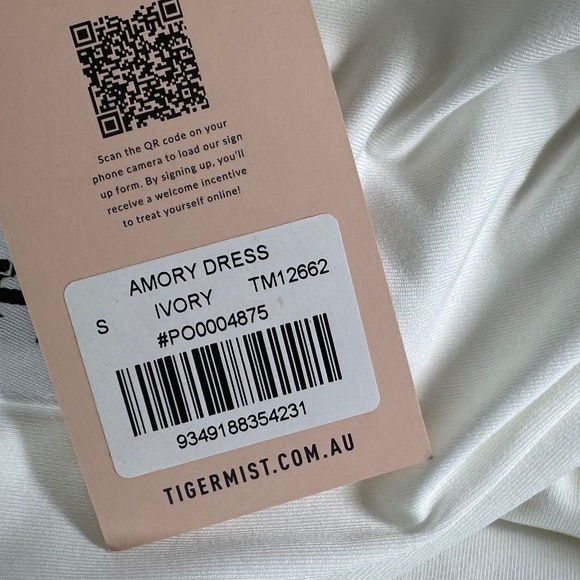 Scan the QR code on your
phone camera to load our sign
up form. By signing up, you'll
receive a welcome incentive
to treat yourself online!
AMORY DRESS
S IVORY TM12662
#PO0004875
9349188354231
TIGERMIST.COM.AU